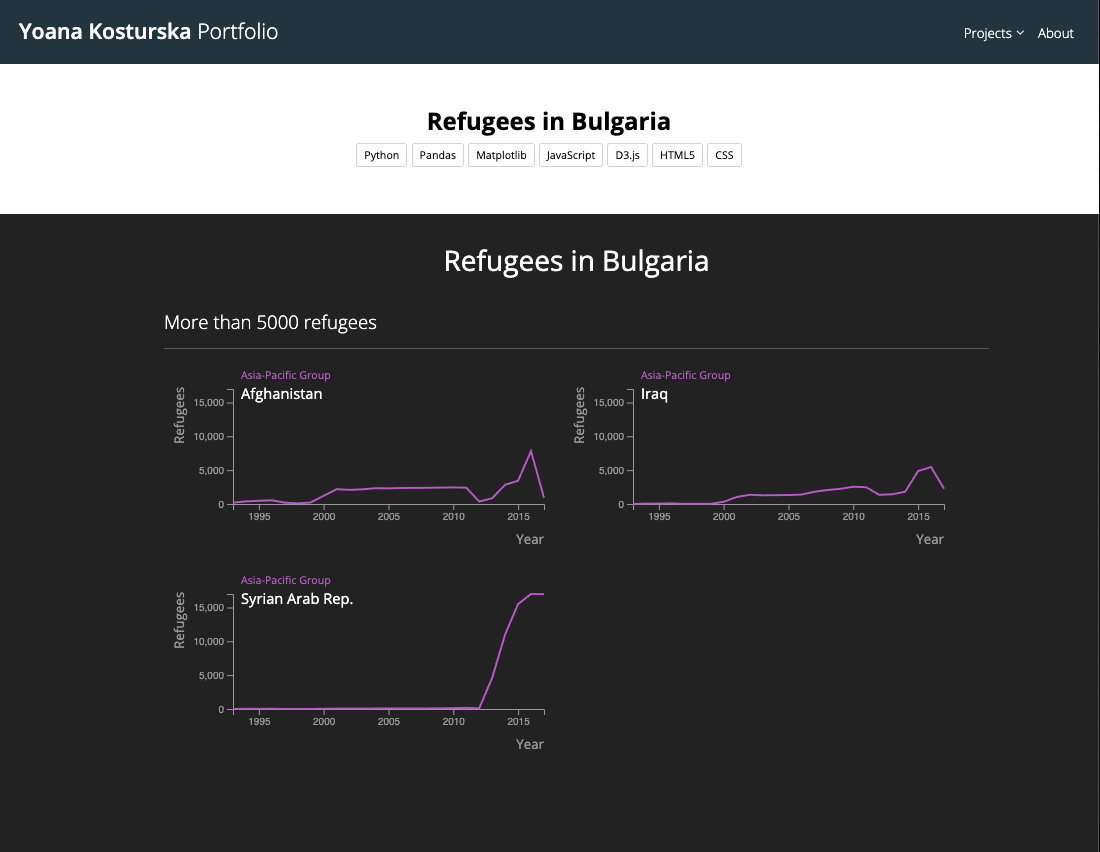 Yoana Kosturska Portfolio
Projects About
Refugees in Bulgaria
Python Pandas Matplotlib JavaScript D3.js HTML5 CSS
Refugees in Bulgaria
More than 5000 refugees
Asia-Pacific Group
Afghanistan
Refugees
15,000
10,000
5,000
0
1995 2000 2005 2010 2015
Year
Asia-Pacific Group
Iraq
Refugees
15,000
10,000
5,000
0
1995 2000 2005 2010 2015
Year
Asia-Pacific Group
Syrian Arab Rep.
Refugees
15,000
10,000
5,000
0
1995 2000 2005 2010 2015
Year